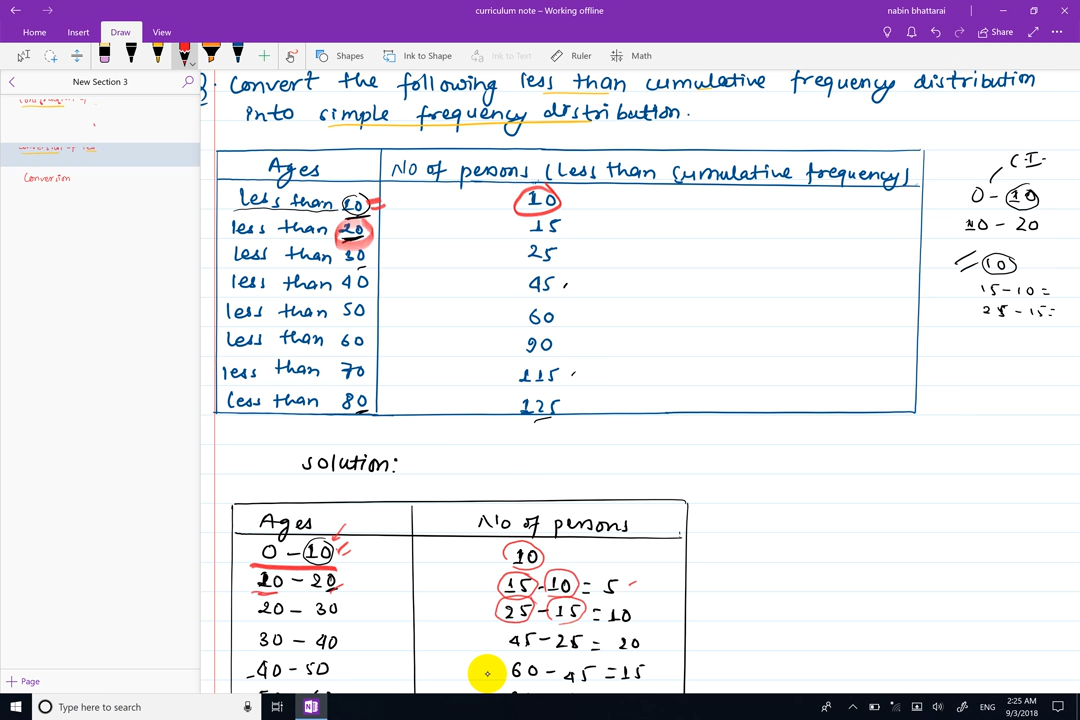 curriculum note – Working offline
nabin bhattarai
Home Insert Draw View
Share
Shapes Ink to Shape Ink to Text Ruler Math
New Section 3
Conversion
Convert the following less than cumulative frequency distribution
into simple frequency distribution.
Ages No of persons (Less than cumulative frequency)
Less than 10 10
less than 20 15
less than 30 25
less than 40 45
less than 50 60
less than 60 90
less than 70 115
less than 80 125
C.I.
0 – 10
10 – 20
= 10
15 – 10 =
25 – 15 =
Solution:
Ages No of persons
0 – 10 10
10 – 20 15 - 10 = 5
20 – 30 25 – 15 = 10
30 – 40 45 – 25 = 20
40 – 50 60 – 45 = 15
Page
Type here to search
ENG
2:25 AM
9/3/2018